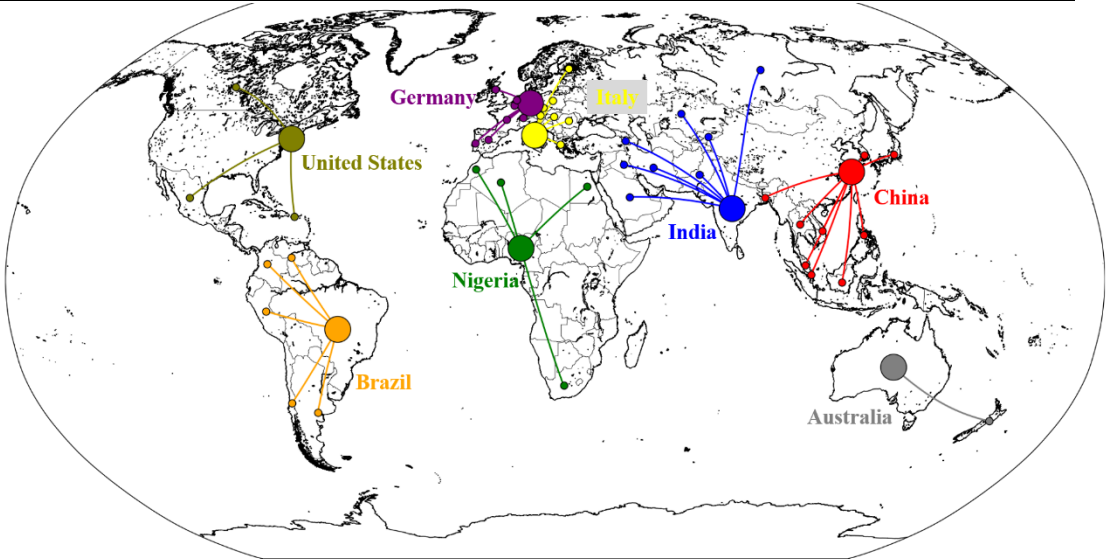 Germany
Italy
United States
China
India
Nigeria
Brazil
Australia